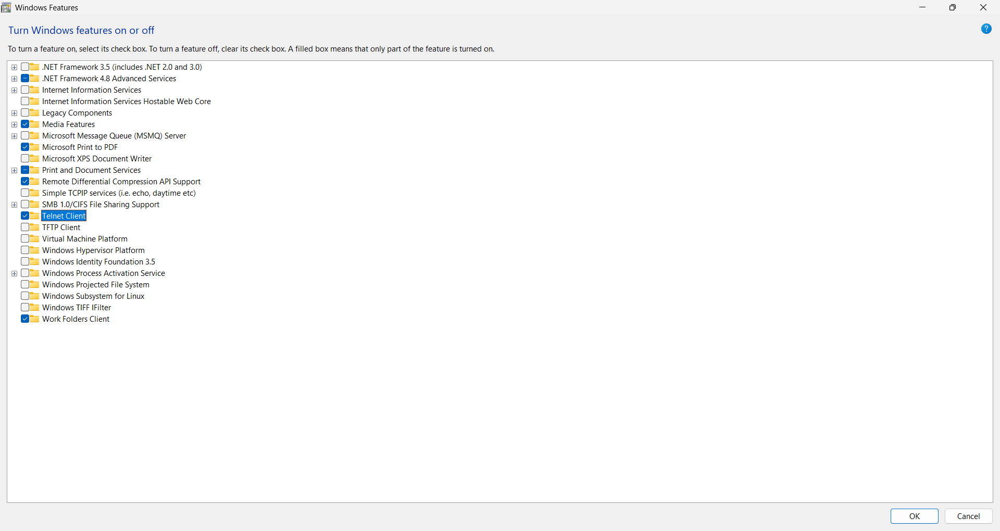 Windows Features
Turn Windows features on or off
?
To turn a feature on, select its check box. To turn a feature off, clear its check box. A filled box means that only part of the feature is turned on.
.NET Framework 3.5 (includes .NET 2.0 and 3.0)
.NET Framework 4.8 Advanced Services
Internet Information Services
Internet Information Services Hostable Web Core
Legacy Components
Media Features
Microsoft Message Queue (MSMQ) Server
Microsoft Print to PDF
Microsoft XPS Document Writer
Print and Document Services
Remote Differential Compression API Support
Simple TCPIP services (i.e. echo, daytime etc)
SMB 1.0/CIFS File Sharing Support
Telnet Client
TFTP Client
Virtual Machine Platform
Windows Hypervisor Platform
Windows Identity Foundation 3.5
Windows Process Activation Service
Windows Projected File System
Windows Subsystem for Linux
Windows TIFF IFilter
Work Folders Client
OK Cancel